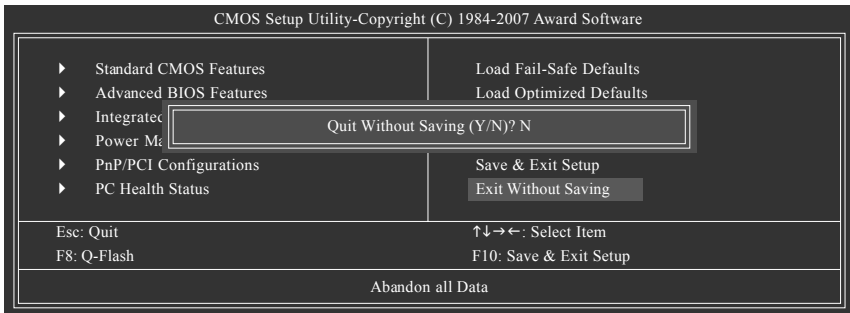 CMOS Setup Utility-Copyright (C) 1984-2007 Award Software
Standard CMOS Features
Advanced BIOS Features
Integrated
Power Ma
PnP/PCI Configurations
PC Health Status
Load Fail-Safe Defaults
Load Optimized Defaults
Save & Exit Setup
Exit Without Saving
Quit Without Saving (Y/N)? N
Esc: Quit
F8: Q-Flash
↑↓→←: Select Item
F10: Save & Exit Setup
Abandon all Data